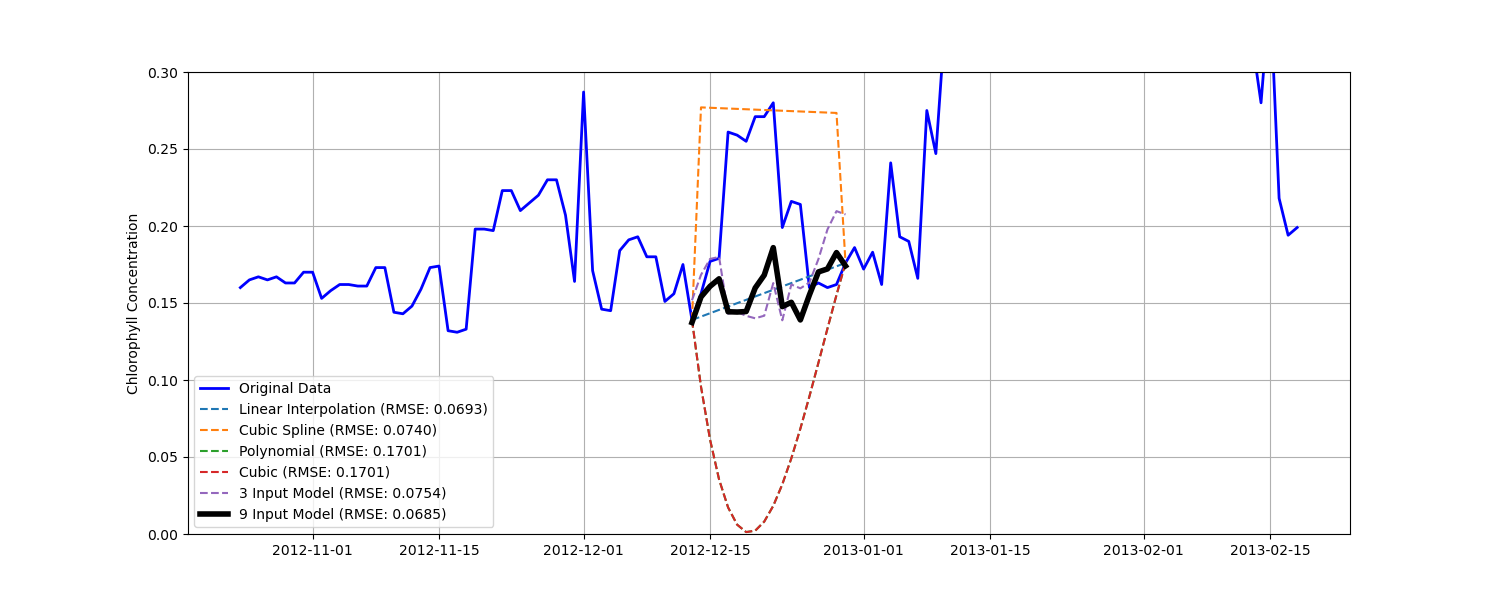 0.30
0.25
0.20
0.15
0.10
0.05
0.00
Chlorophyll Concentration
Original Data
Linear Interpolation (RMSE: 0.0693)
Cubic Spline (RMSE: 0.0740)
Polynomial (RMSE: 0.1701)
Cubic (RMSE: 0.1701)
3 Input Model (RMSE: 0.0754)
9 Input Model (RMSE: 0.0685)
2012-11-01 2012-11-15 2012-12-01 2012-12-15 2013-01-01 2013-01-15 2013-02-01 2013-02-15